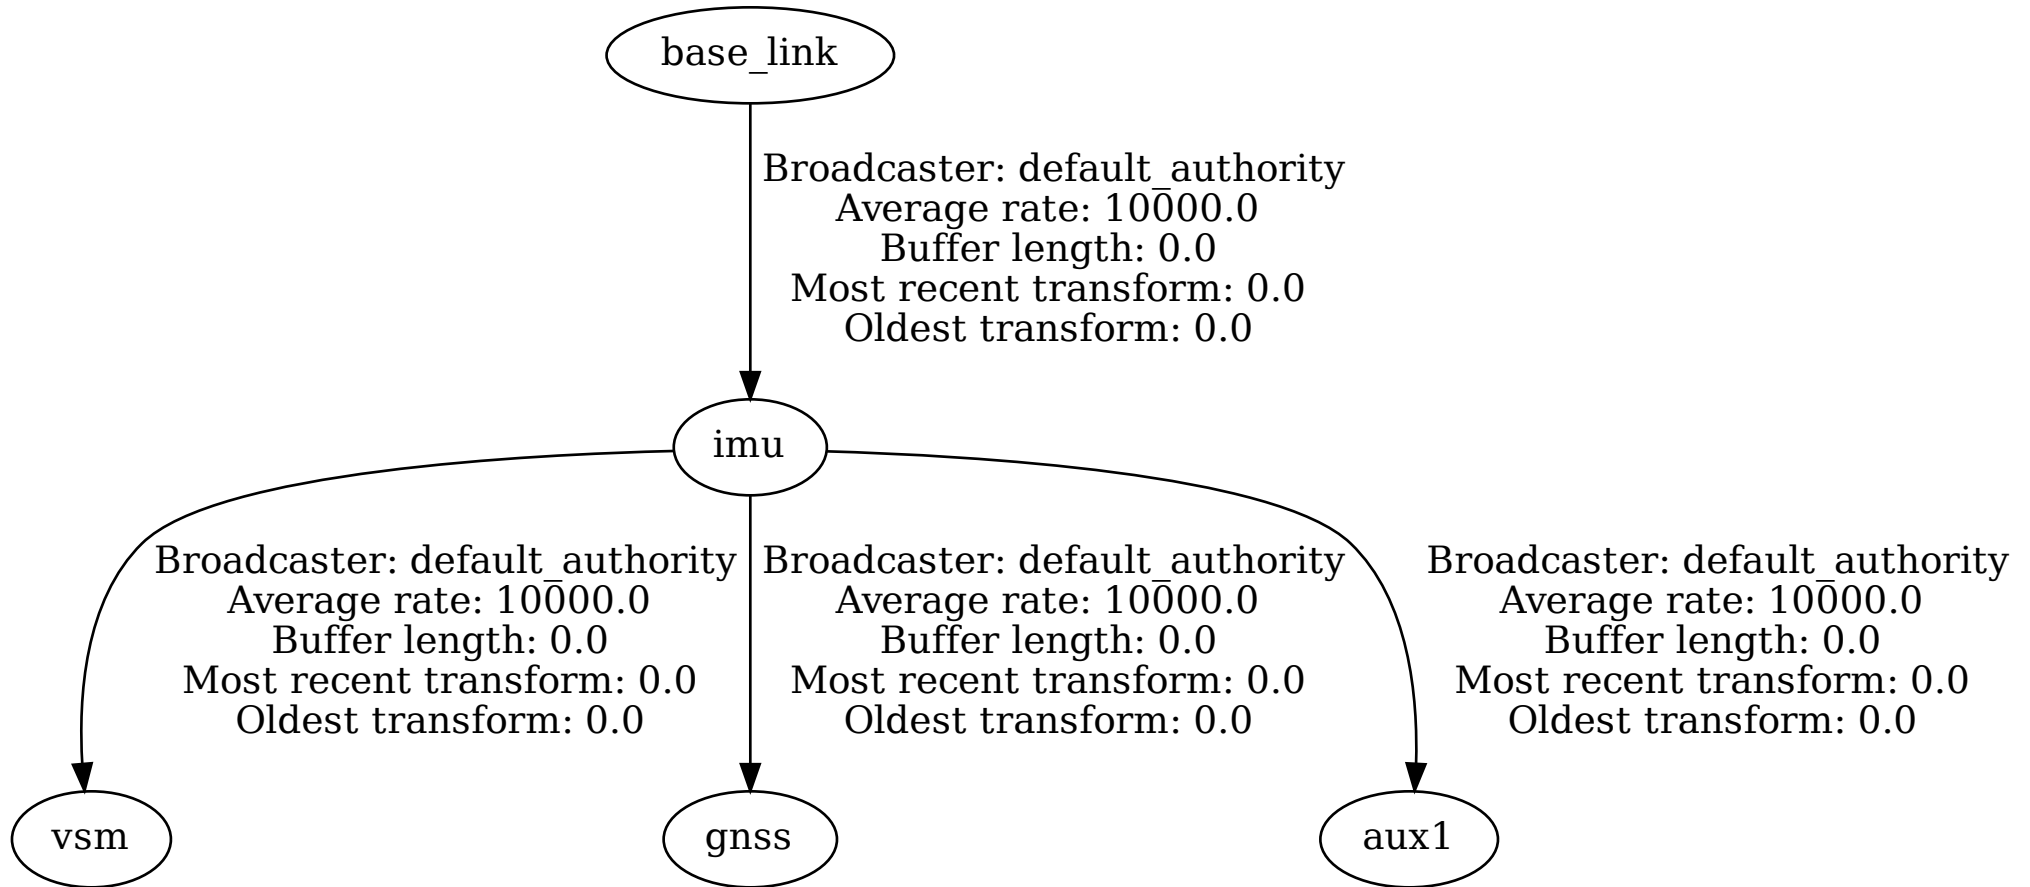 base_link
Broadcaster: default_authority
Average rate: 10000.0
Buffer length: 0.0
Most recent transform: 0.0
Oldest transform: 0.0
imu
Broadcaster: default_authority
Average rate: 10000.0
Buffer length: 0.0
Most recent transform: 0.0
Oldest transform: 0.0
Broadcaster: default_authority
Average rate: 10000.0
Buffer length: 0.0
Most recent transform: 0.0
Oldest transform: 0.0
Broadcaster: default_authority
Average rate: 10000.0
Buffer length: 0.0
Most recent transform: 0.0
Oldest transform: 0.0
vsm
gnss
aux1